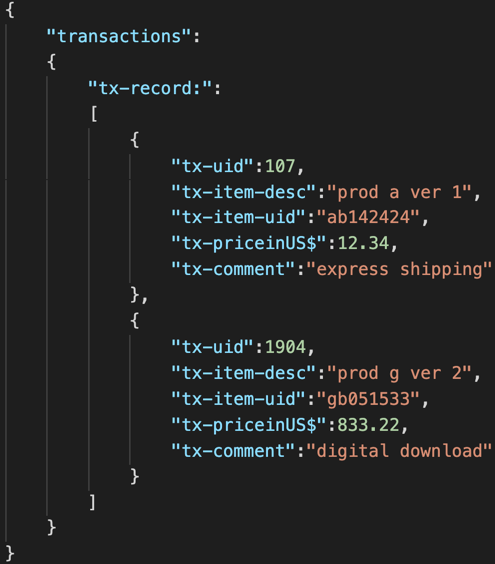 {
    "transactions":
    {
        "tx-record:":
        [
            {
                "tx-uid":107,
                "tx-item-desc":"prod a ver 1",
                "tx-item-uid":"ab142424",
                "tx-priceinUS$":12.34,
                "tx-comment":"express shipping"
            },
            {
                "tx-uid":1904,
                "tx-item-desc":"prod g ver 2",
                "tx-item-uid":"gb051533",
                "tx-priceinUS$":833.22,
                "tx-comment":"digital download"
            }
        ]
    }
}